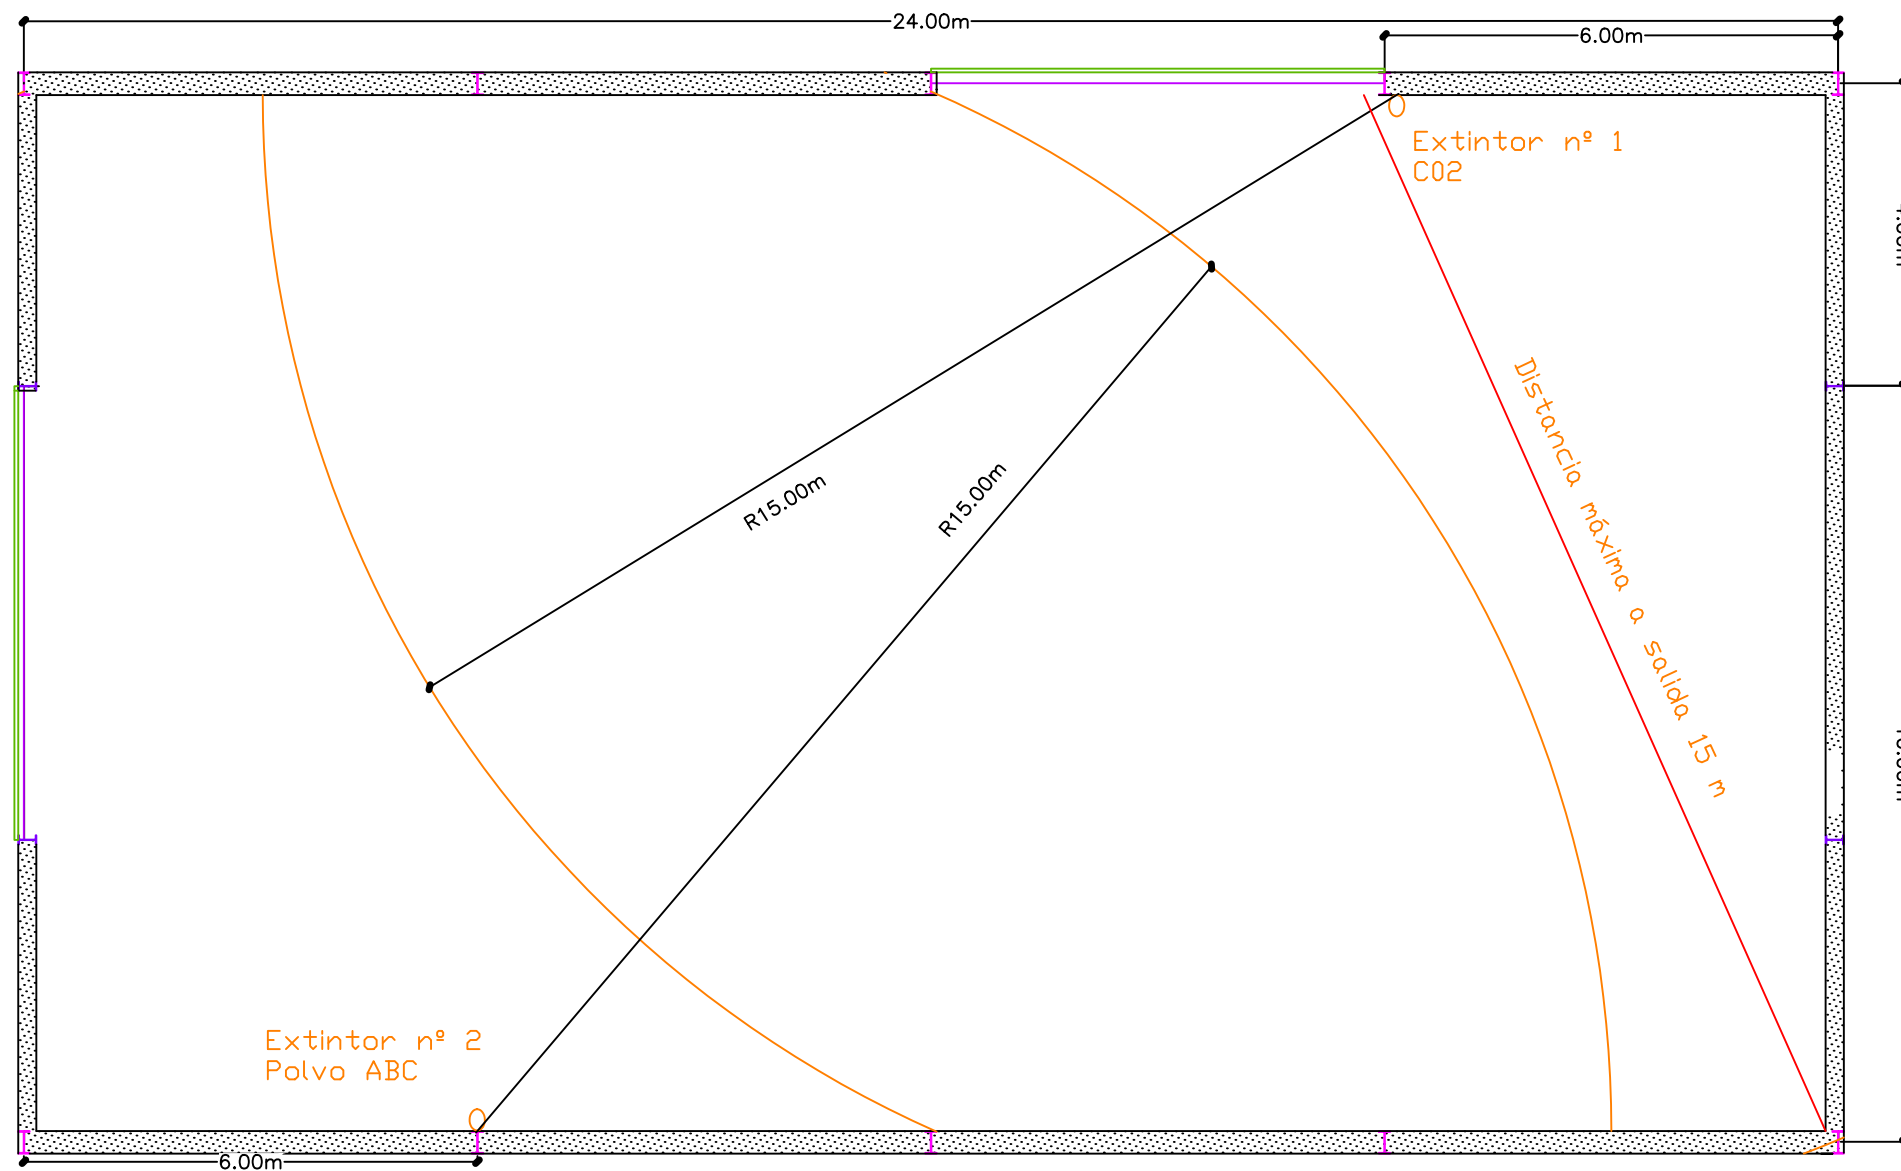 24.00m
6.00m
Extintor nº 1
CO2
Distancia máxima a salida 15 m
R15.00m
R15.00m
Extintor nº 2
Polvo ABC
6.00m